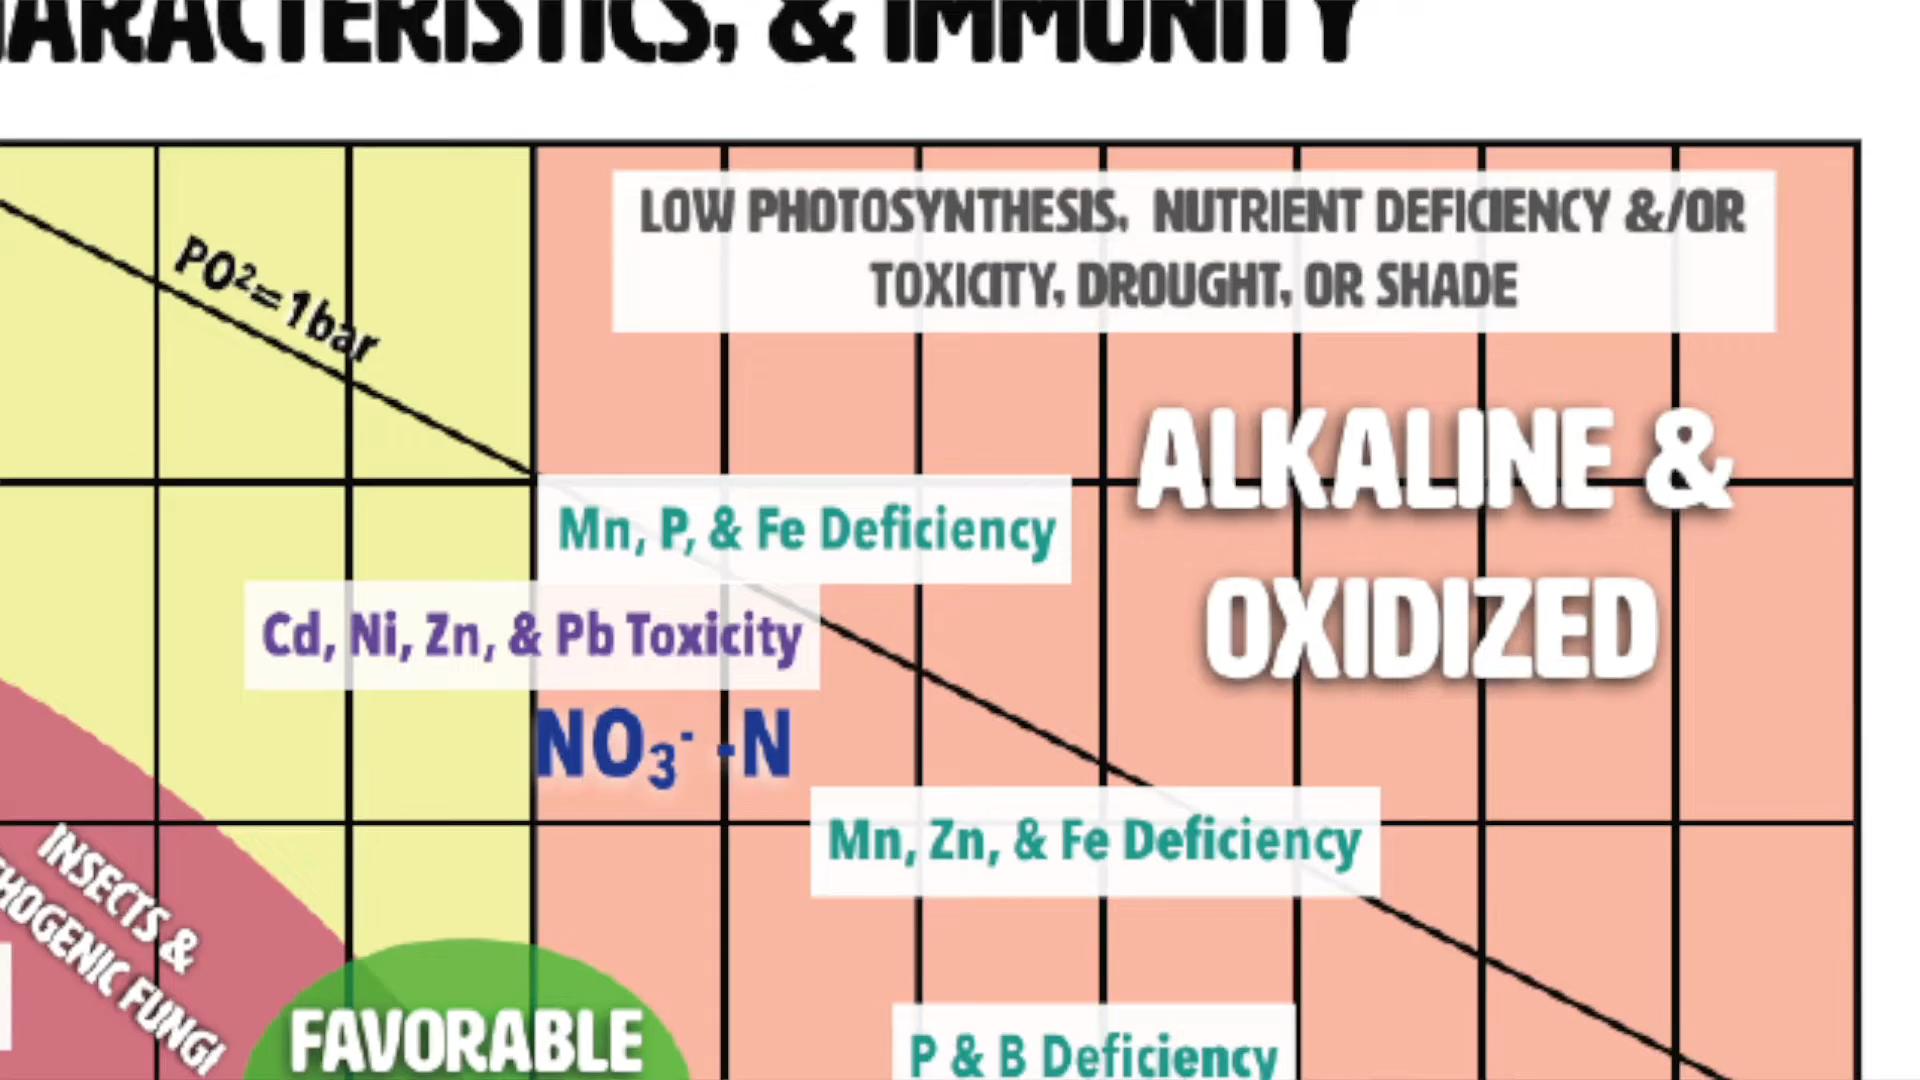 ARACTERISTICS, & IMMUNITY
LOW PHOTOSYNTHESIS, NUTRIENT DEFICIENCY &/OR
TOXICITY, DROUGHT, OR SHADE
PO²=1bar
ALKALINE &
OXIDIZED
Mn, P, & Fe Deficiency
Cd, Ni, Zn, & Pb Toxicity
NO₃⁻ -N
Mn, Zn, & Fe Deficiency
INSECTS &
HOGENIC FUNGI
FAVORABLE
P & B Deficiency